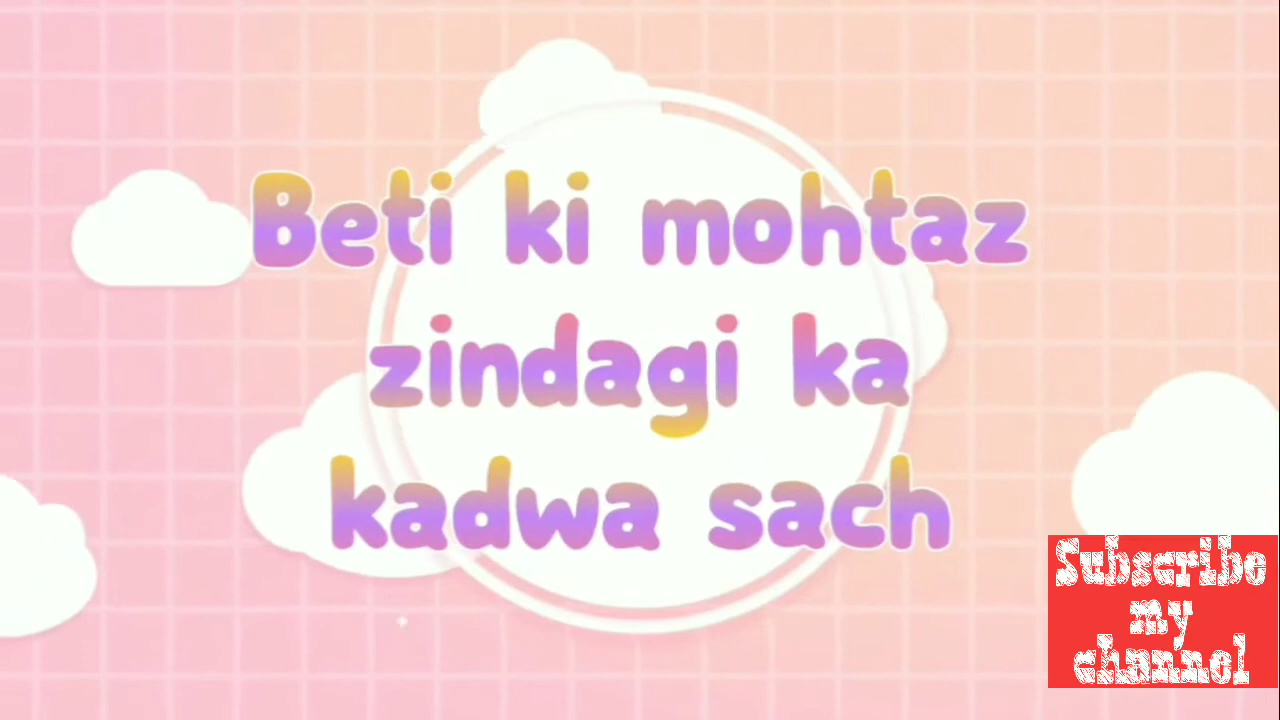 Beti ki mohtaz
zindagi ka
kadwa sach
Subscribe
my
channel